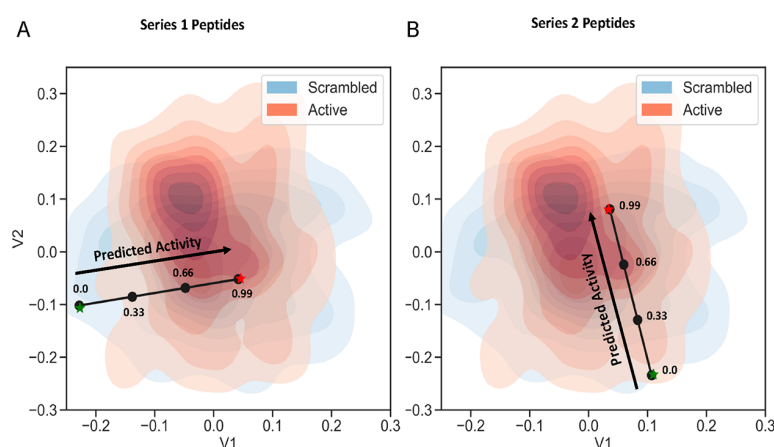 A
Series 1 Peptides
B
Series 2 Peptides
Scrambled
Active
Scrambled
Active
0.3
0.2
0.1
0.0
−0.1
−0.2
−0.3
V2
Predicted Activity
0.0
0.33
0.66
0.99
−0.2
−0.1
0.0
0.1
0.2
0.3
V1
0.3
0.2
0.1
0.0
−0.1
−0.2
−0.3
Predicted Activity
0.99
0.66
0.33
0.0
−0.2
−0.1
0.0
0.1
0.2
0.3
V1